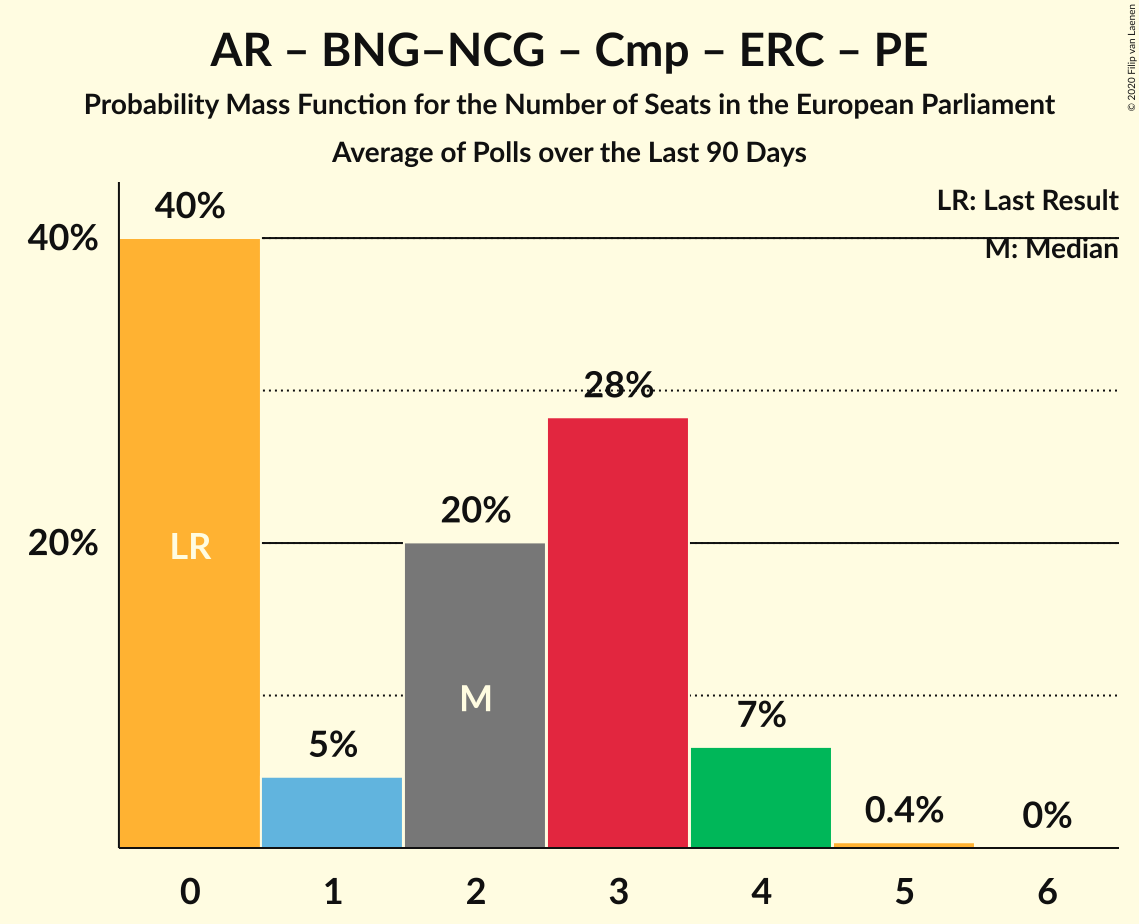 AR – BNG–NCG – Cmp – ERC – PE
Probability Mass Function for the Number of Seats in the European Parliament
Average of Polls over the Last 90 Days
© 2020 Filip van Laenen
LR: Last Result
M: Median
40%
20%
40%
5%
20%
28%
7%
0.4%
0%
LR
M
0 1 2 3 4 5 6